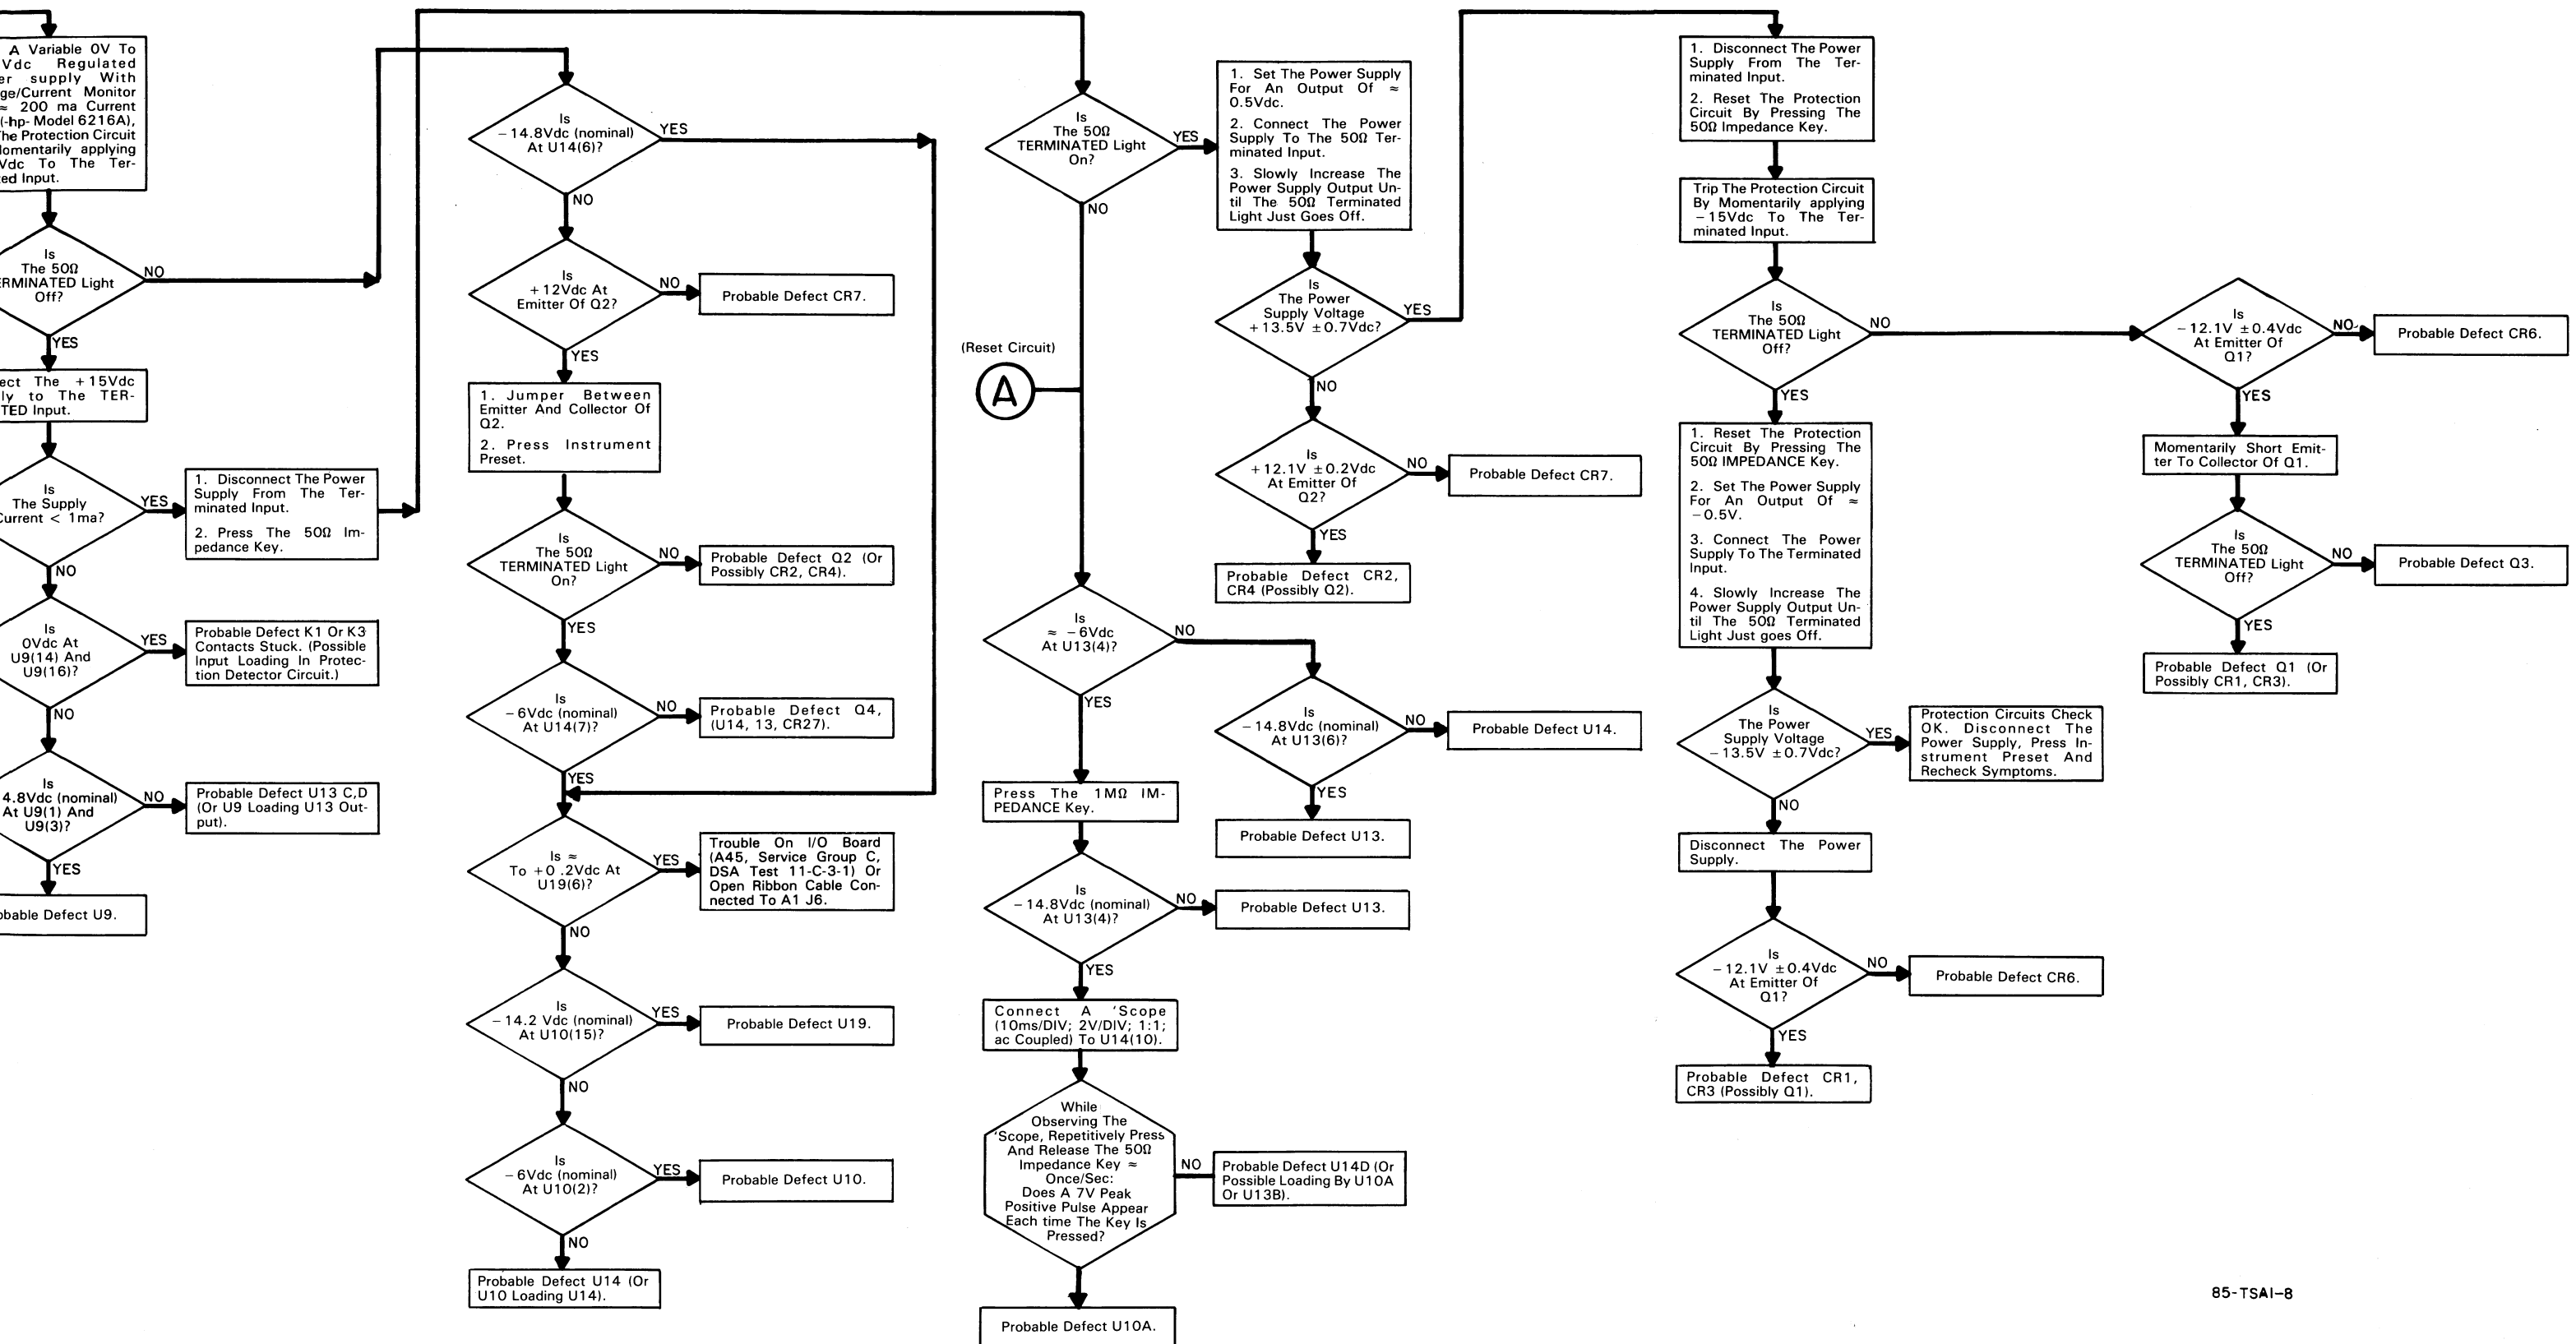 A Variable 0V To
Vdc Regulated
er supply With
ge/Current Monitor
≈ 200 ma Current
(-hp- Model 6216A),
he Protection Circuit
Momentarily applying
Vdc To The Ter-
ed Input.
Is
The 50Ω
ERMINATED Light
Off?
NO
YES
ect The +15Vdc
ly to The TER-
TED Input.
Is
The Supply
Current < 1ma?
YES
1. Disconnect The Power
Supply From The Ter-
minated Input.
2. Press The 50Ω Im-
pedance Key.
NO
Is
0Vdc At
U9(14) And
U9(16)?
YES
Probable Defect K1 Or K3
Contacts Stuck. (Possible
Input Loading In Protec-
tion Detector Circuit.)
NO
Is
4.8Vdc (nominal)
At U9(1) And
U9(3)?
NO
Probable Defect U13 C,D
(Or U9 Loading U13 Out-
put).
YES
obable Defect U9.
Is
−14.8Vdc (nominal)
At U14(6)?
YES
NO
Is
+12Vdc At
Emitter Of Q2?
NO
Probable Defect CR7.
YES
1. Jumper Between
Emitter And Collector Of
Q2.
2. Press Instrument
Preset.
Is
The 50Ω
TERMINATED Light
On?
NO
Probable Defect Q2 (Or
Possibly CR2, CR4).
YES
Is
−6Vdc (nominal)
At U14(7)?
NO
Probable Defect Q4,
(U14, 13, CR27).
YES
Is ≈
To +0 .2Vdc At
U19(6)?
YES
Trouble On I/O Board
(A45, Service Group C,
DSA Test 11-C-3-1) Or
Open Ribbon Cable Con-
nected To A1 J6.
NO
Is
−14.2 Vdc (nominal)
At U10(15)?
YES
Probable Defect U19.
NO
Is
−6Vdc (nominal)
At U10(2)?
YES
Probable Defect U10.
NO
Probable Defect U14 (Or
U10 Loading U14).
Is
The 50Ω
TERMINATED Light
On?
YES
NO
(Reset Circuit)
A
Is
≈ −6Vdc
At U13(4)?
NO
YES
Is
−14.8Vdc (nominal)
At U13(6)?
NO
Probable Defect U14.
YES
Probable Defect U13.
Press The 1MΩ IM-
PEDANCE Key.
Is
−14.8Vdc (nominal)
At U13(4)?
NO
Probable Defect U13.
YES
Connect A 'Scope
(10ms/DIV; 2V/DIV; 1:1;
ac Coupled) To U14(10).
While
Observing The
'Scope, Repetitively Press
And Release The 50Ω
Impedance Key ≈
Once/Sec:
Does A 7V Peak
Positive Pulse Appear
Each time The Key Is
Pressed?
NO
Probable Defect U14D (Or
Possible Loading By U10A
Or U13B).
Probable Defect U10A.
1. Set The Power Supply
For An Output Of ≈
0.5Vdc.
2. Connect The Power
Supply To The 50Ω Ter-
minated Input.
3. Slowly Increase The
Power Supply Output Un-
til The 50Ω Terminated
Light Just Goes Off.
Is
The Power
Supply Voltage
+13.5V ±0.7Vdc?
YES
NO
Is
+12.1V ±0.2Vdc
At Emitter Of
Q2?
NO
Probable Defect CR7.
YES
Probable Defect CR2,
CR4 (Possibly Q2).
1. Disconnect The Power
Supply From The Ter-
minated Input.
2. Reset The Protection
Circuit By Pressing The
50Ω Impedance Key.
Trip The Protection Circuit
By Momentarily applying
−15Vdc To The Ter-
minated Input.
Is
The 50Ω
TERMINATED Light
Off?
NO
YES
1. Reset The Protection
Circuit By Pressing The
50Ω IMPEDANCE Key.
2. Set The Power Supply
For An Output Of ≈
−0.5V.
3. Connect The Power
Supply To The Terminated
Input.
4. Slowly Increase The
Power Supply Output Un-
til The 50Ω Terminated
Light Just goes Off.
Is
The Power
Supply Voltage
−13.5V ±0.7Vdc?
YES
Protection Circuits Check
OK. Disconnect The
Power Supply, Press In-
strument Preset And
Recheck Symptoms.
NO
Disconnect The Power
Supply.
Is
−12.1V ±0.4Vdc
At Emitter Of
Q1?
NO
Probable Defect CR6.
YES
Probable Defect CR1,
CR3 (Possibly Q1).
Is
−12.1V ±0.4Vdc
At Emitter Of
Q1?
NO
Probable Defect CR6.
YES
Momentarily Short Emit-
ter To Collector Of Q1.
Is
The 50Ω
TERMINATED Light
Off?
NO
Probable Defect Q3.
YES
Probable Defect Q1 (Or
Possibly CR1, CR3).
85-TSAI-8